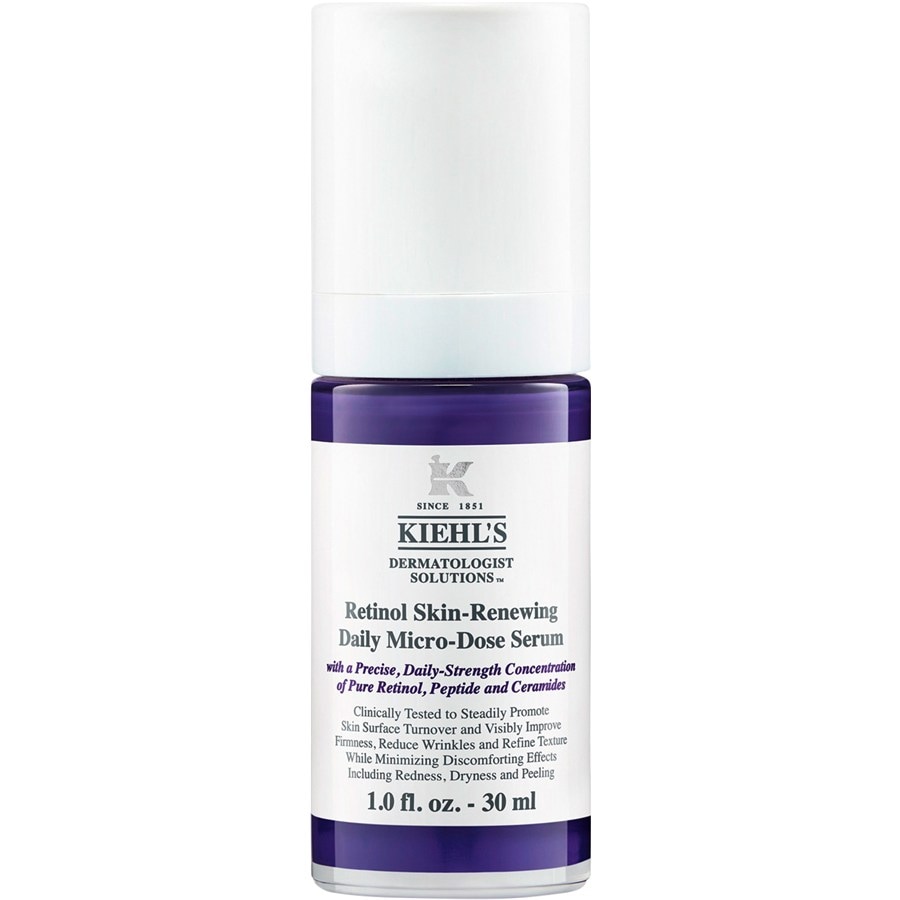 K
SINCE 1851
KIEHL'S
DERMATOLOGIST
SOLUTIONS™
Retinol Skin-Renewing
Daily Micro-Dose Serum
with a Precise, Daily-Strength Concentration
of Pure Retinol, Peptide and Ceramides
Clinically Tested to Steadily Promote
Skin Surface Turnover and Visibly Improve
Firmness, Reduce Wrinkles and Refine Texture
While Minimizing Discomforting Effects
Including Redness, Dryness and Peeling
1.0 fl. oz. - 30 ml